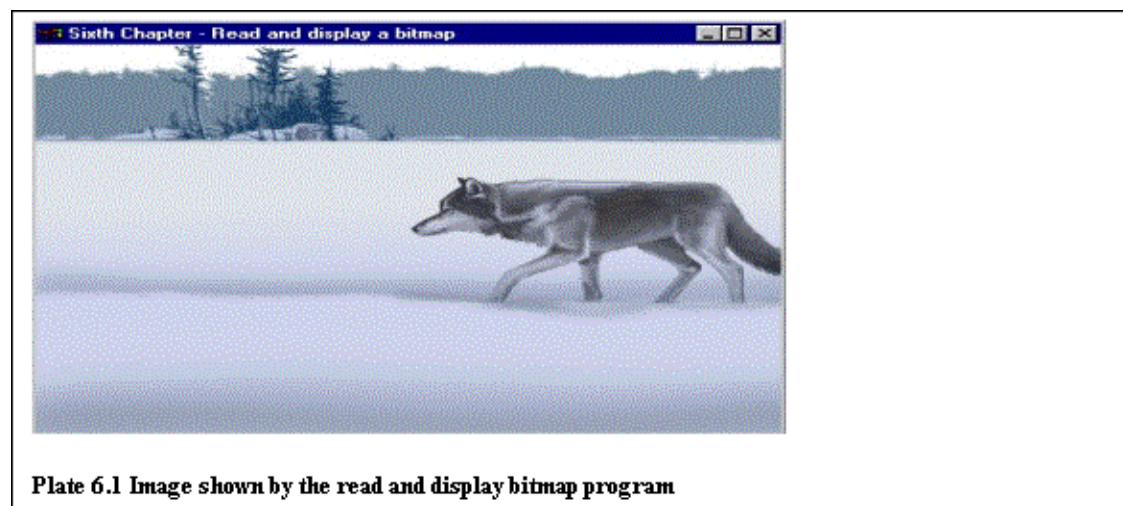 Sixth Chapter - Read and display a bitmap
Plate 6.1 Image shown by the read and display bitmap program